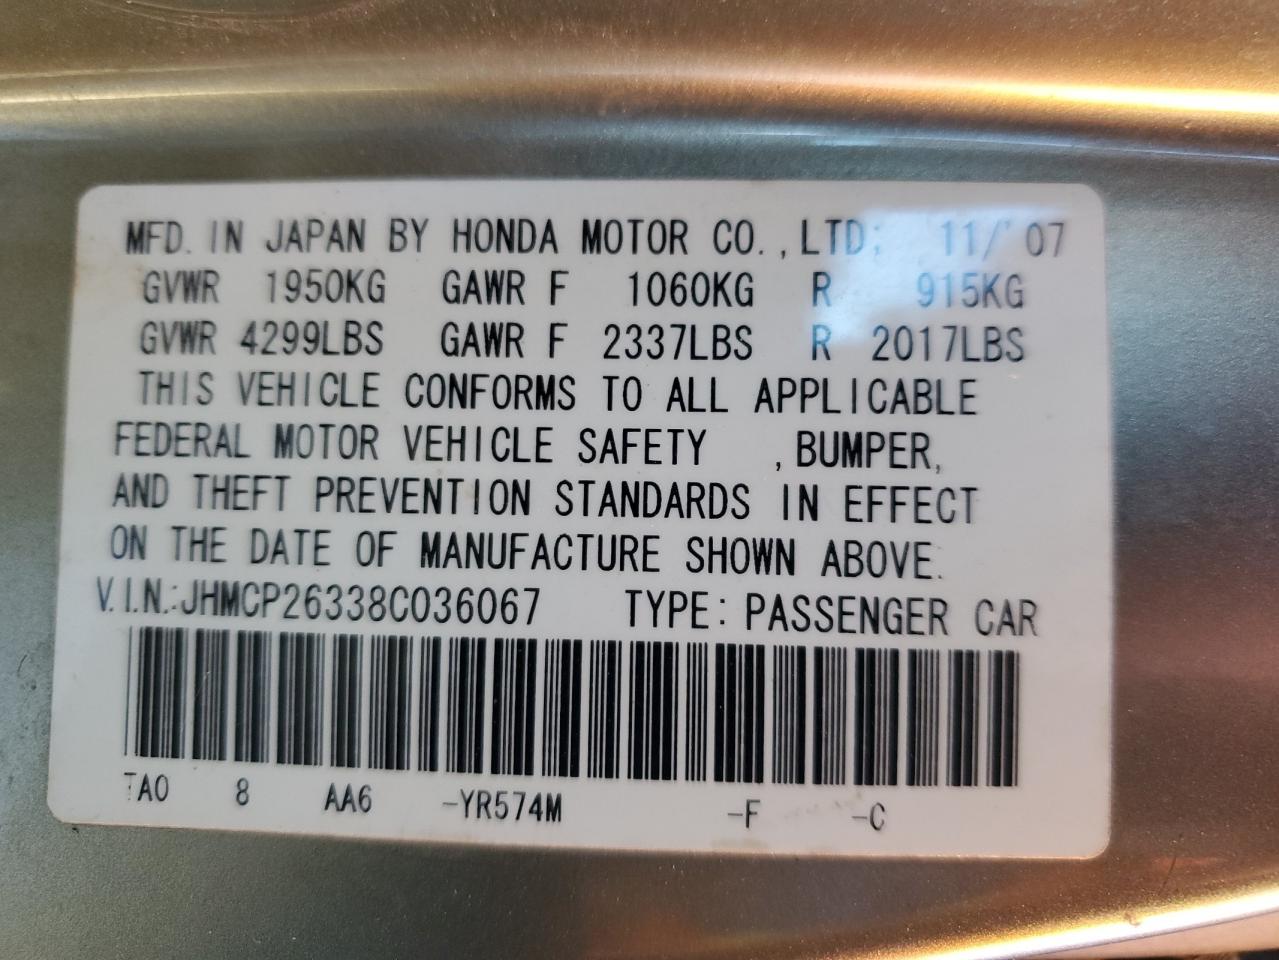 MFD. IN JAPAN BY HONDA MOTOR CO.,LTD; 11/'07
GVWR 1950KG GAWR F 1060KG R 915KG
GVWR 4299LBS GAWR F 2337LBS R 2017LBS
THIS VEHICLE CONFORMS TO ALL APPLICABLE
FEDERAL MOTOR VEHICLE SAFETY ,BUMPER,
AND THEFT PREVENTION STANDARDS IN EFFECT
ON THE DATE OF MANUFACTURE SHOWN ABOVE.
V.I.N.:JHMCP26338C036067 TYPE:PASSENGER CAR
TA0 8 AA6 -YR574M -F -C